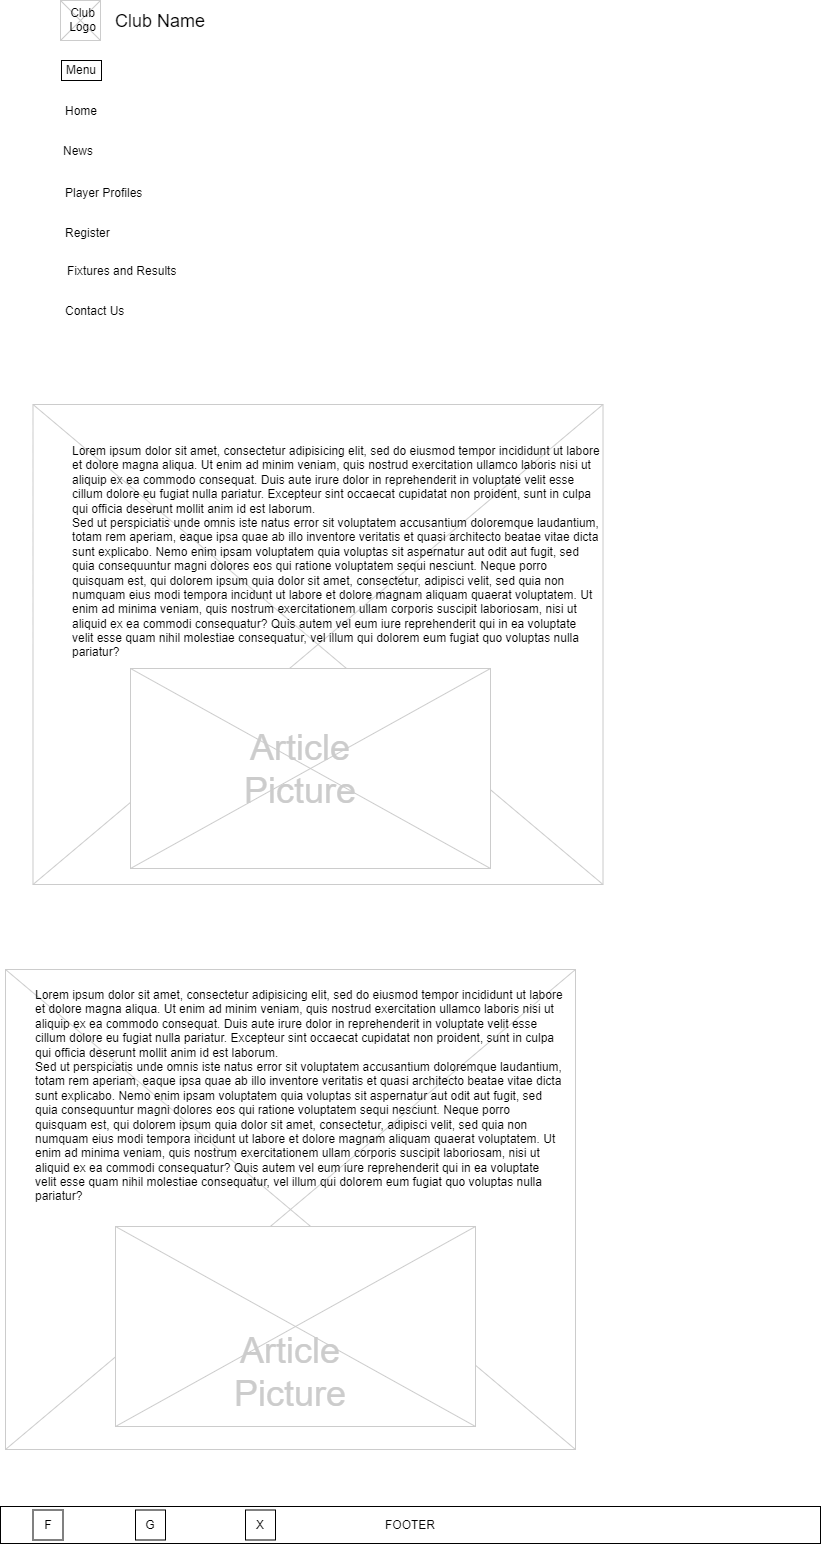 Club
Logo
Club Name
Menu
Home
News
Player Profiles
Register
Fixtures and Results
Contact Us
Lorem ipsum dolor sit amet, consectetur adipisicing elit, sed do eiusmod tempor incididunt ut labore
et dolore magna aliqua. Ut enim ad minim veniam, quis nostrud exercitation ullamco laboris nisi ut
aliquip ex ea commodo consequat. Duis aute irure dolor in reprehenderit in voluptate velit esse
cillum dolore eu fugiat nulla pariatur. Excepteur sint occaecat cupidatat non proident, sunt in culpa
qui officia deserunt mollit anim id est laborum.
Sed ut perspiciatis unde omnis iste natus error sit voluptatem accusantium doloremque laudantium,
totam rem aperiam, eaque ipsa quae ab illo inventore veritatis et quasi architecto beatae vitae dicta
sunt explicabo. Nemo enim ipsam voluptatem quia voluptas sit aspernatur aut odit aut fugit, sed
quia consequuntur magni dolores eos qui ratione voluptatem sequi nesciunt. Neque porro
quisquam est, qui dolorem ipsum quia dolor sit amet, consectetur, adipisci velit, sed quia non
numquam eius modi tempora incidunt ut labore et dolore magnam aliquam quaerat voluptatem. Ut
enim ad minima veniam, quis nostrum exercitationem ullam corporis suscipit laboriosam, nisi ut
aliquid ex ea commodi consequatur? Quis autem vel eum iure reprehenderit qui in ea voluptate
velit esse quam nihil molestiae consequatur, vel illum qui dolorem eum fugiat quo voluptas nulla
pariatur?
Article
Picture
Lorem ipsum dolor sit amet, consectetur adipisicing elit, sed do eiusmod tempor incididunt ut labore
et dolore magna aliqua. Ut enim ad minim veniam, quis nostrud exercitation ullamco laboris nisi ut
aliquip ex ea commodo consequat. Duis aute irure dolor in reprehenderit in voluptate velit esse
cillum dolore eu fugiat nulla pariatur. Excepteur sint occaecat cupidatat non proident, sunt in culpa
qui officia deserunt mollit anim id est laborum.
Sed ut perspiciatis unde omnis iste natus error sit voluptatem accusantium doloremque laudantium,
totam rem aperiam, eaque ipsa quae ab illo inventore veritatis et quasi architecto beatae vitae dicta
sunt explicabo. Nemo enim ipsam voluptatem quia voluptas sit aspernatur aut odit aut fugit, sed
quia consequuntur magni dolores eos qui ratione voluptatem sequi nesciunt. Neque porro
quisquam est, qui dolorem ipsum quia dolor sit amet, consectetur, adipisci velit, sed quia non
numquam eius modi tempora incidunt ut labore et dolore magnam aliquam quaerat voluptatem. Ut
enim ad minima veniam, quis nostrum exercitationem ullam corporis suscipit laboriosam, nisi ut
aliquid ex ea commodi consequatur? Quis autem vel eum iure reprehenderit qui in ea voluptate
velit esse quam nihil molestiae consequatur, vel illum qui dolorem eum fugiat quo voluptas nulla
pariatur?
Article
Picture
F G X FOOTER